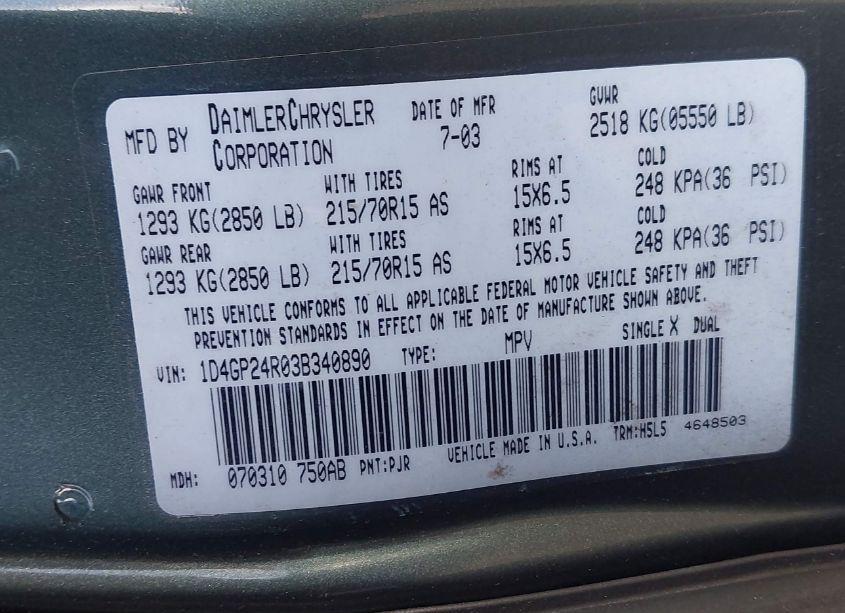 MFD BY DAIMLERCHRYSLER CORPORATION DATE OF MFR 7-03 GVWR 2518 KG(05550 LB)
GAWR FRONT WITH TIRES RIMS AT COLD
1293 KG(2850 LB) 215/70R15 AS 15X6.5 248 KPA(36 PSI)
GAWR REAR WITH TIRES RIMS AT COLD
1293 KG(2850 LB) 215/70R15 AS 15X6.5 248 KPA(36 PSI)
THIS VEHICLE CONFORMS TO ALL APPLICABLE FEDERAL MOTOR VEHICLE SAFETY AND THEFT
PREVENTION STANDARDS IN EFFECT ON THE DATE OF MANUFACTURE SHOWN ABOVE.
VIN: 1D4GP24R03B340890 TYPE: MPV SINGLE X DUAL
MDH: 070310 750AB PNT:PJR VEHICLE MADE IN U.S.A. TRM:H5L5 4648503